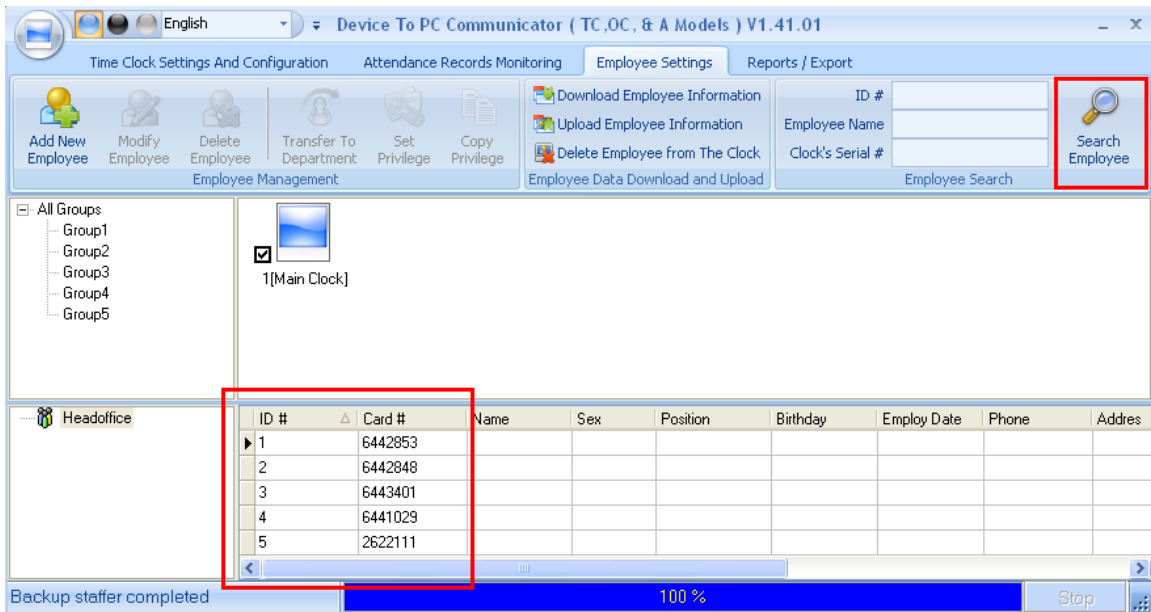 English
Device To PC Communicator ( TC,OC, & A Models ) V1.41.01
Time Clock Settings And Configuration
Attendance Records Monitoring
Employee Settings
Reports / Export
Add New Employee
Modify Employee
Delete Employee
Transfer To Department
Set Privilege
Copy Privilege
Employee Management
Download Employee Information
Upload Employee Information
Delete Employee from The Clock
Employee Data Download and Upload
ID #
Employee Name
Clock's Serial #
Search Employee
Employee Search
All Groups
Group1
Group2
Group3
Group4
Group5
1[Main Clock]
Headoffice
ID # Card # Name Sex Position Birthday Employ Date Phone Addres
1 6442853
2 6442848
3 6443401
4 6441029
5 2622111
Backup staffer completed
100 %
Stop